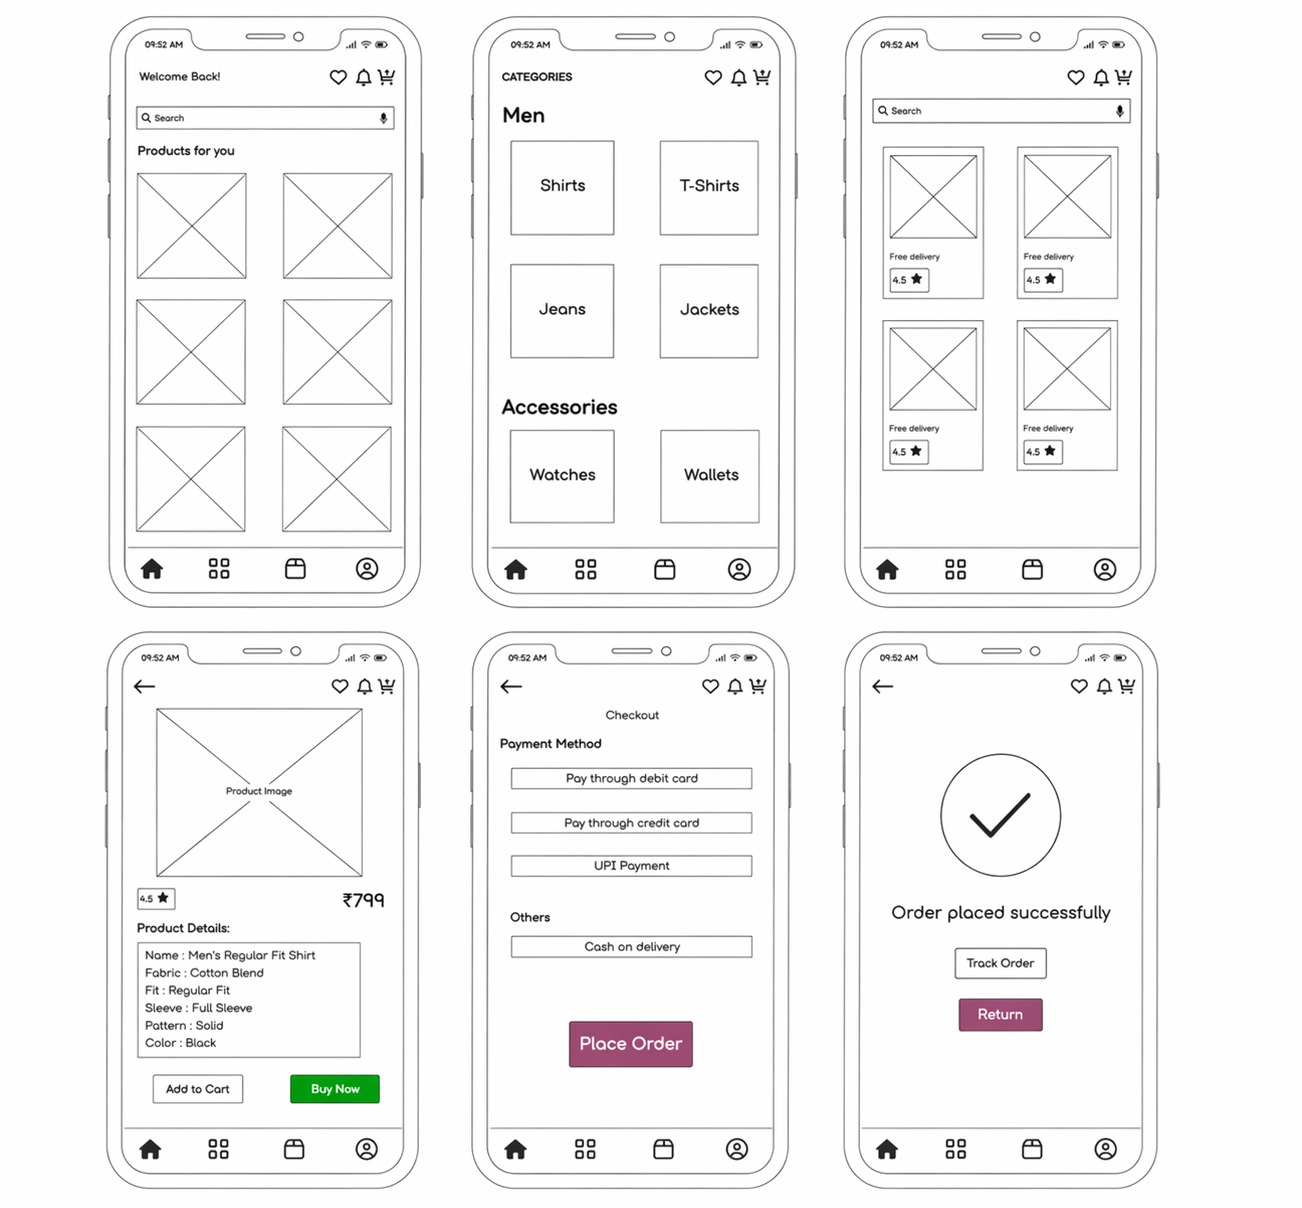 09:52 AM
Welcome Back!
Search
Products for you
09:52 AM
CATEGORIES
Men
Shirts
T-Shirts
Jeans
Jackets
Accessories
Watches
Wallets
09:52 AM
Search
Free delivery
4.5
Free delivery
4.5
Free delivery
4.5
Free delivery
4.5
09:52 AM
Product Image
4.5
₹799
Product Details:
Name : Men's Regular Fit Shirt
Fabric : Cotton Blend
Fit : Regular Fit
Sleeve : Full Sleeve
Pattern : Solid
Color : Black
Add to Cart
Buy Now
09:52 AM
Checkout
Payment Method
Pay through debit card
Pay through credit card
UPI Payment
Others
Cash on delivery
Place Order
09:52 AM
Order placed successfully
Track Order
Return